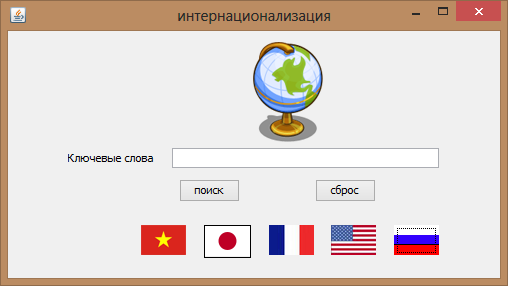 интернационализация
Ключевые слова
поиск
сброс